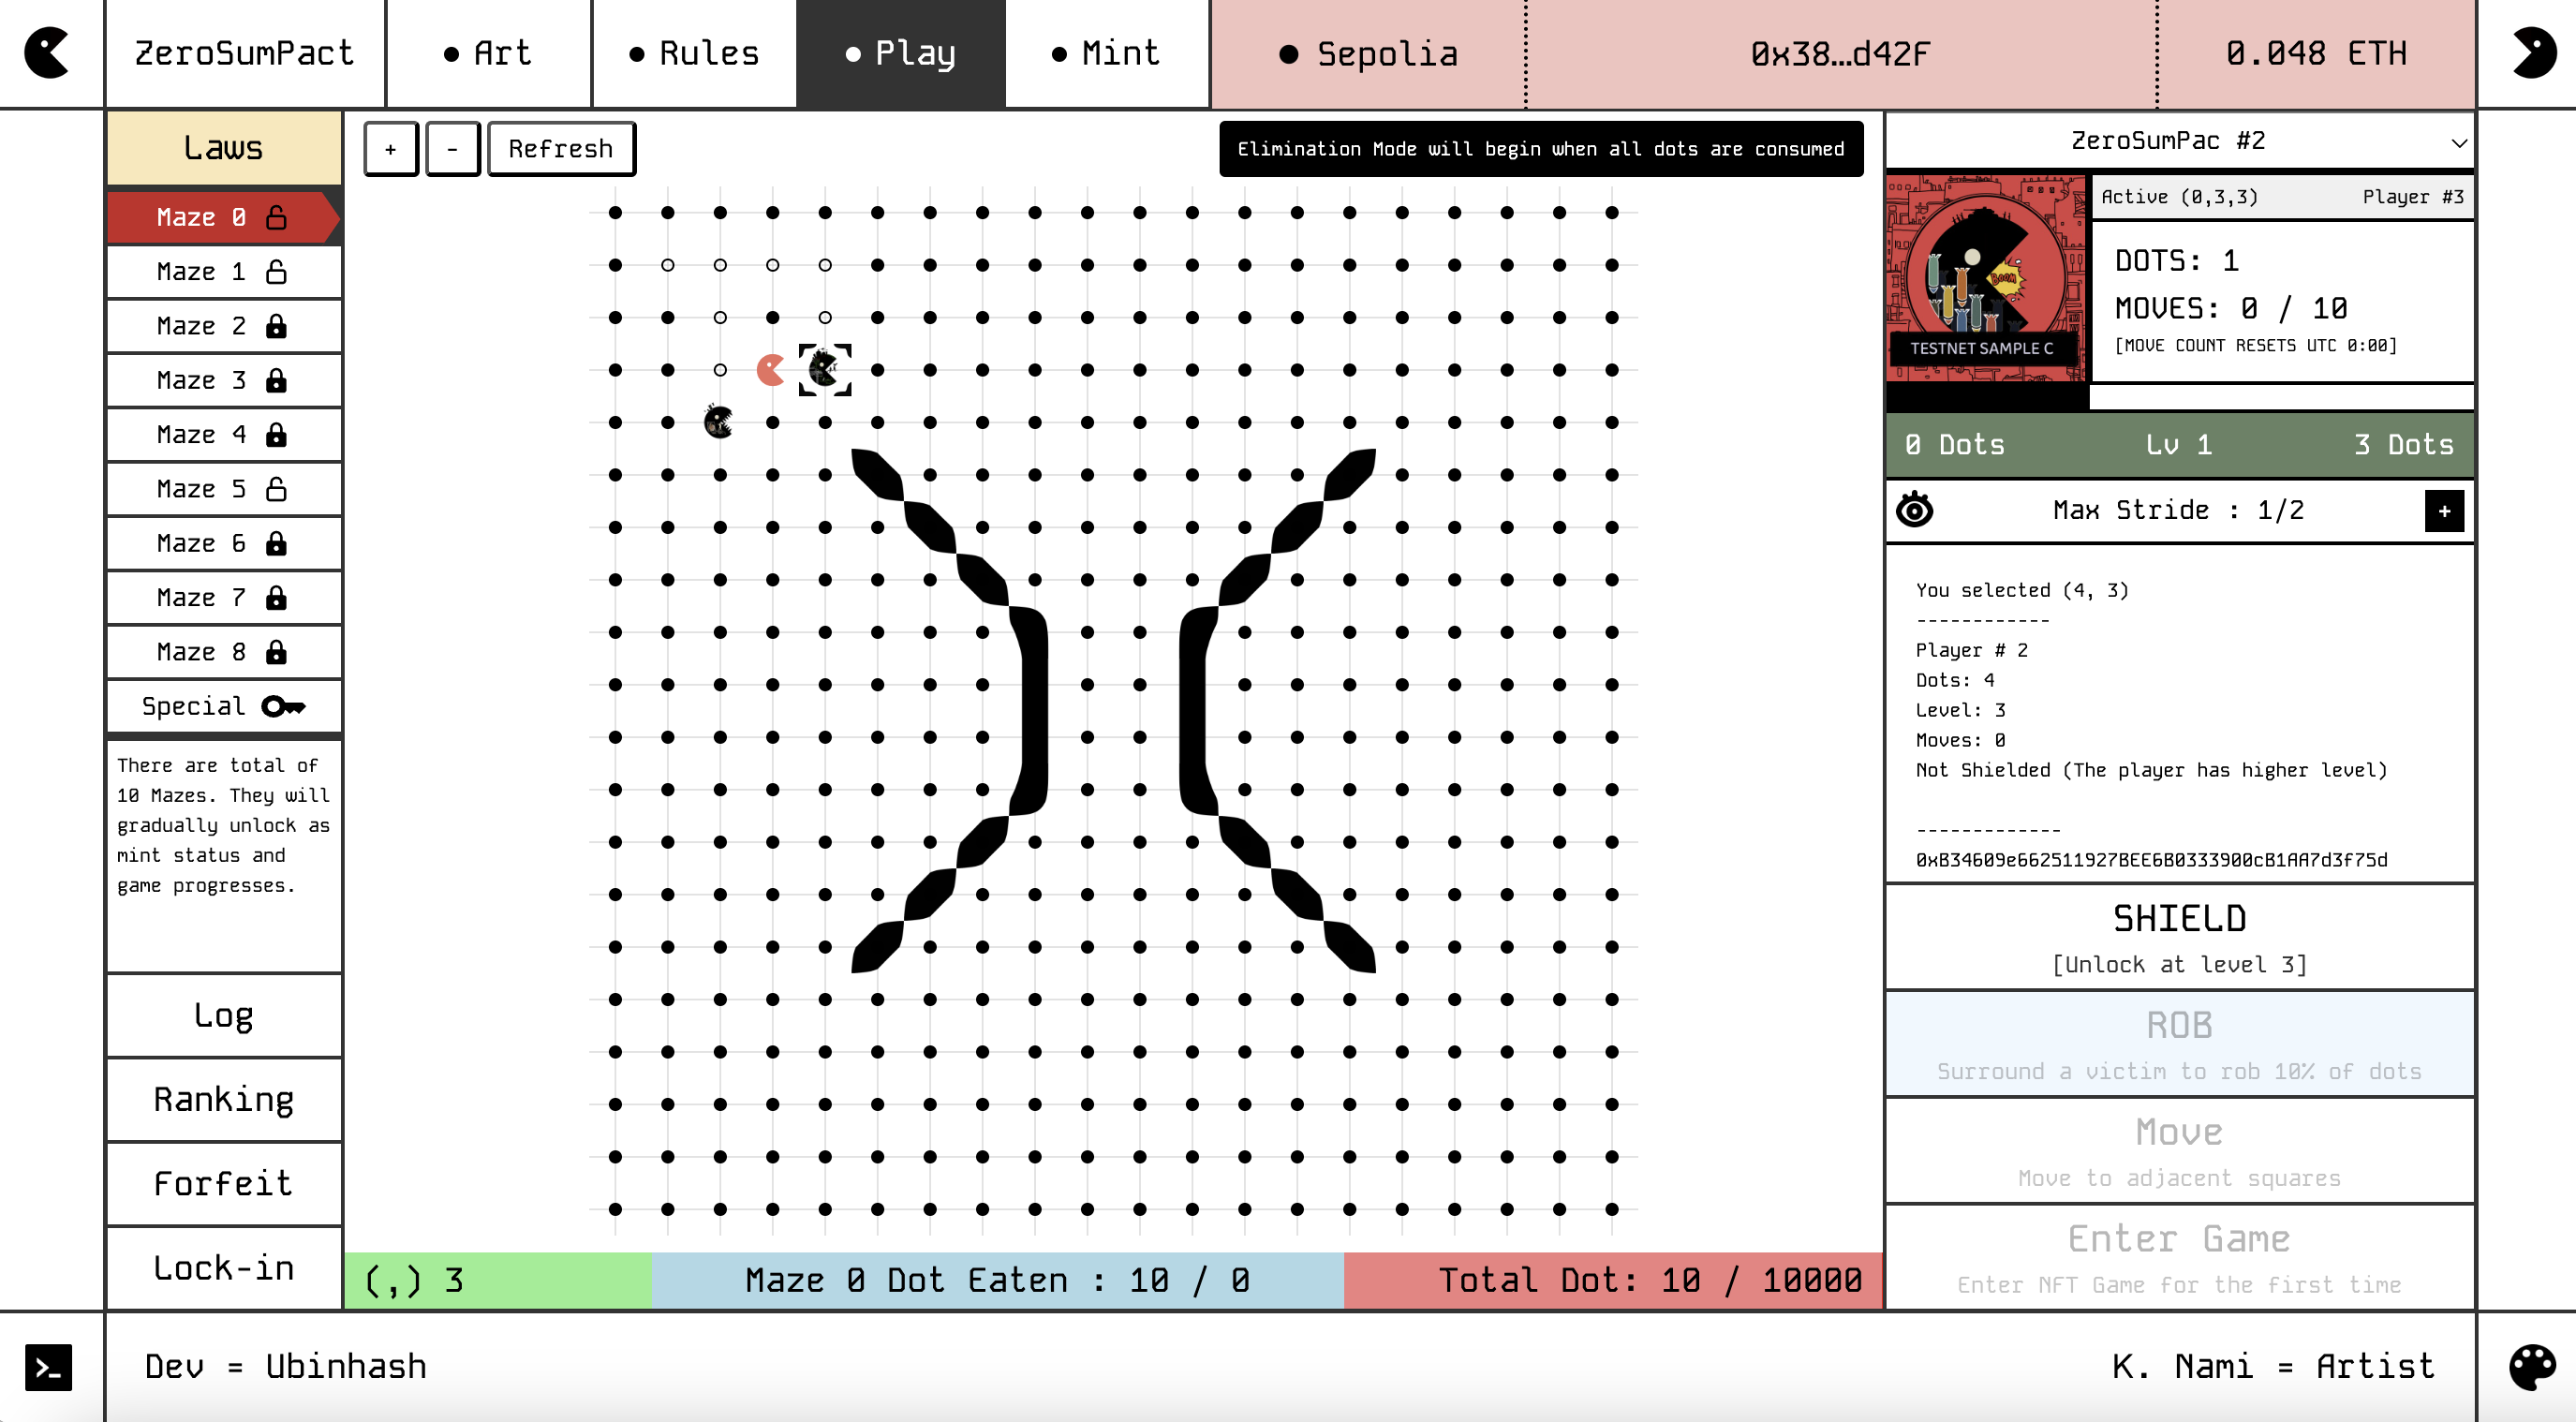 ZeroSumPact
Art
Rules
Play
Mint
Sepolia
0x38...d42F
0.048 ETH
Laws
Maze 0
Maze 1
Maze 2
Maze 3
Maze 4
Maze 5
Maze 6
Maze 7
Maze 8
Special
There are total of
10 Mazes. They will
gradually unlock as
mint status and
game progresses.
Log
Ranking
Forfeit
Lock-in
+
-
Refresh
Elimination Mode will begin when all dots are consumed
(,) 3
Maze 0 Dot Eaten : 10 / 0
Total Dot: 10 / 10000
ZeroSumPac #2
BOOM
TESTNET SAMPLE C
Active (0,3,3)
Player #3
DOTS: 1
MOVES: 0 / 10
[MOVE COUNT RESETS UTC 0:00]
0 Dots
Lv 1
3 Dots
Max Stride : 1/2
+
You selected (4, 3)
------------
Player # 2
Dots: 4
Level: 3
Moves: 0
Not Shielded (The player has higher level)
-------------
0xB34609e662511927BEE6B0333900cB1AA7d3f75d
SHIELD
[Unlock at level 3]
ROB
Surround a victim to rob 10% of dots
Move
Move to adjacent squares
Enter Game
Enter NFT Game for the first time
>_
Dev = Ubinhash
K. Nami = Artist